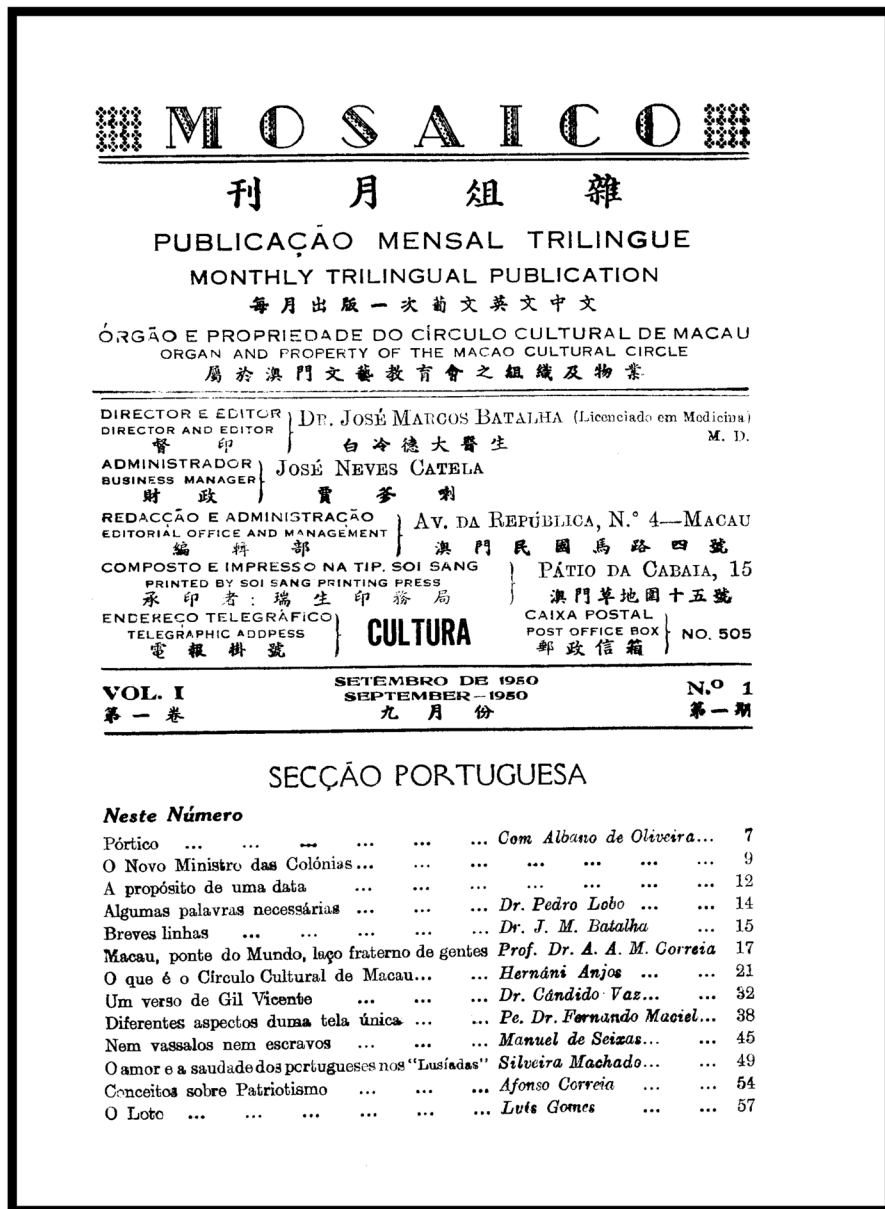 MOSAICO
刊月俎雜
PUBLICAÇÃO MENSAL TRILINGUE
MONTHLY TRILINGUAL PUBLICATION
每月出版一次葡文英文中文
ÓRGÃO E PROPRIEDADE DO CÍRCULO CULTURAL DE MACAU
ORGAN AND PROPERTY OF THE MACAO CULTURAL CIRCLE
屬於澳門文藝教育會之組織及物業
DIRECTOR E EDITOR
DIRECTOR AND EDITOR
督印
DR. JOSÉ MARCOS BATALHA (Licenciado em Medicina)
M. D.
白冷德大醫生
ADMINISTRADOR
BUSINESS MANAGER
財政
JOSÉ NEVES CATELA
賈爹喇
REDACÇÃO E ADMINISTRAÇÃO
EDITORIAL OFFICE AND MANAGEMENT
編輯部
AV. DA REPÚBLICA, N.° 4—MACAU
澳門民國馬路四號
COMPOSTO E IMPRESSO NA TIP. SOI SANG
PRINTED BY SOI SANG PRINTING PRESS
承印者：瑞生印務局
PÁTIO DA CABAIA, 15
澳門草地圍十五號
ENDEREÇO TELEGRÁFICO
TELEGRAPHIC ADDPESS
電報掛號
CULTURA
CAIXA POSTAL
POST OFFICE BOX
郵政信箱
NO. 505
VOL. I
第一卷
SETEMBRO DE 1950
SEPTEMBER—1950
九月份
N.º 1
第一期
SECÇÃO PORTUGUESA
Neste Número
Pórtico ... ... ... ... ... ... Com Albano de Oliveira... 7
O Novo Ministro das Colónias... ... ... ... ... ... ... 9
A propósito de uma data ... ... ... ... ... ... ... 12
Algumas palavras necessárias ... ... ... Dr. Pedro Lobo ... ... 14
Breves linhas ... ... ... ... ... Dr. J. M. Batalha ... 15
Macau, ponte do Mundo, laço fraterno de gentes Prof. Dr. A. A. M. Correia 17
O que é o Círculo Cultural de Macau... ... Hernâni Anjos ... ... 21
Um verso de Gil Vicente ... ... ... Dr. Cândido Vaz... ... 32
Diferentes aspectos duma tela única ... ... Pe. Dr. Fernando Maciel... 38
Nem vassalos nem escravos ... ... ... Manuel de Seixas... ... 45
O amor e a saudade dos portugueses nos "Lusíadas" Silveira Machado... ... 49
Conceitos sobre Patriotismo ... ... ... Afonso Correia ... ... 54
O Loto ... ... ... ... ... ... Luís Gomes ... ... 57